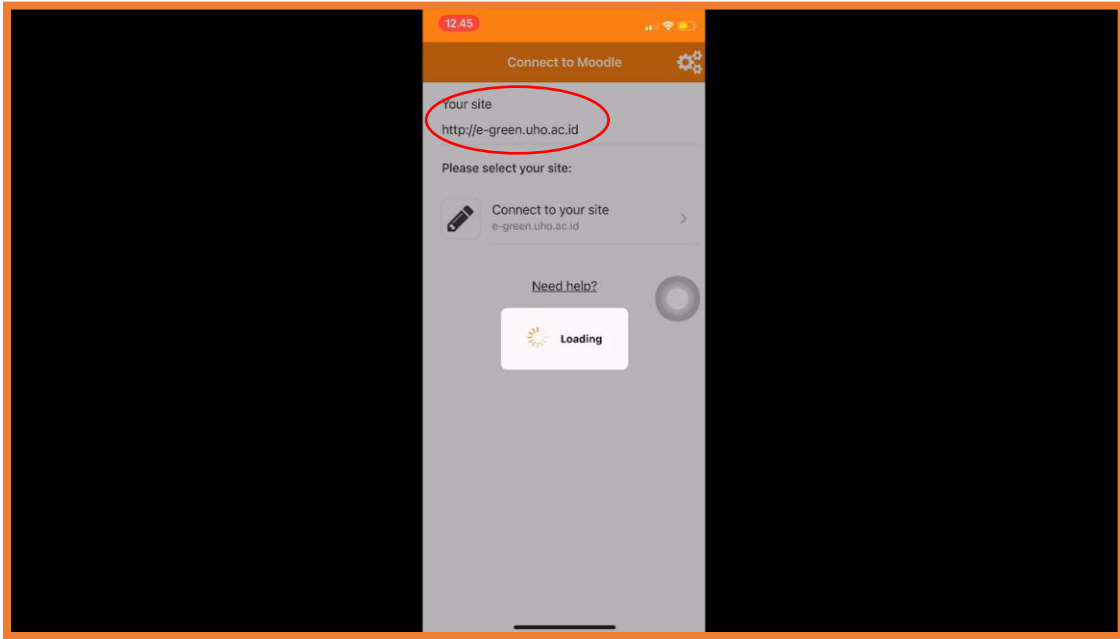 12.45
Connect to Moodle
Your site
http://e-green.uho.ac.id
Please select your site:
Connect to your site
e-green.uho.ac.id
Need help?
Loading